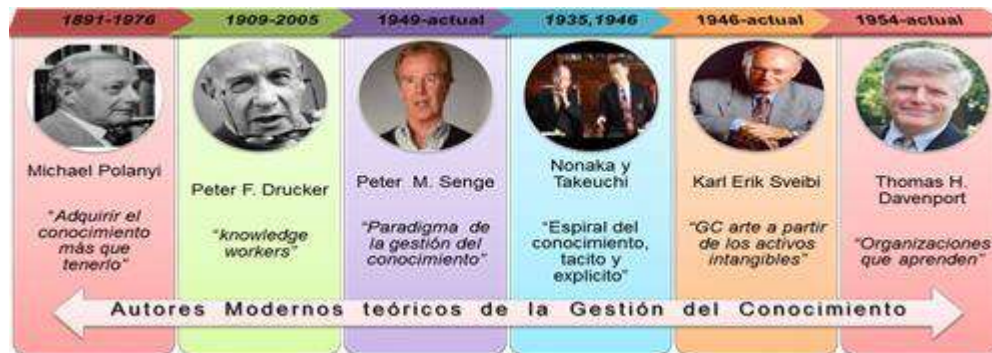 1891-1976
1909-2005
1949-actual
1935,1946
1946-actual
1954-actual
Michael Polanyi
"Adquirir el
conocimiento
más que
tenerlo"
Peter F. Drucker
"knowledge
workers"
Peter M. Senge
"Paradigma de
la gestión del
conocimiento"
Nonaka y
Takeuchi
"Espiral del
conocimiento,
tacito y
explicito"
Karl Erik Sveibi
"GC arte a partir
de los activos
intangibles"
Thomas H.
Davenport
"Organizaciones
que aprenden"
Autores Modernos teóricos de la Gestión del Conocimiento